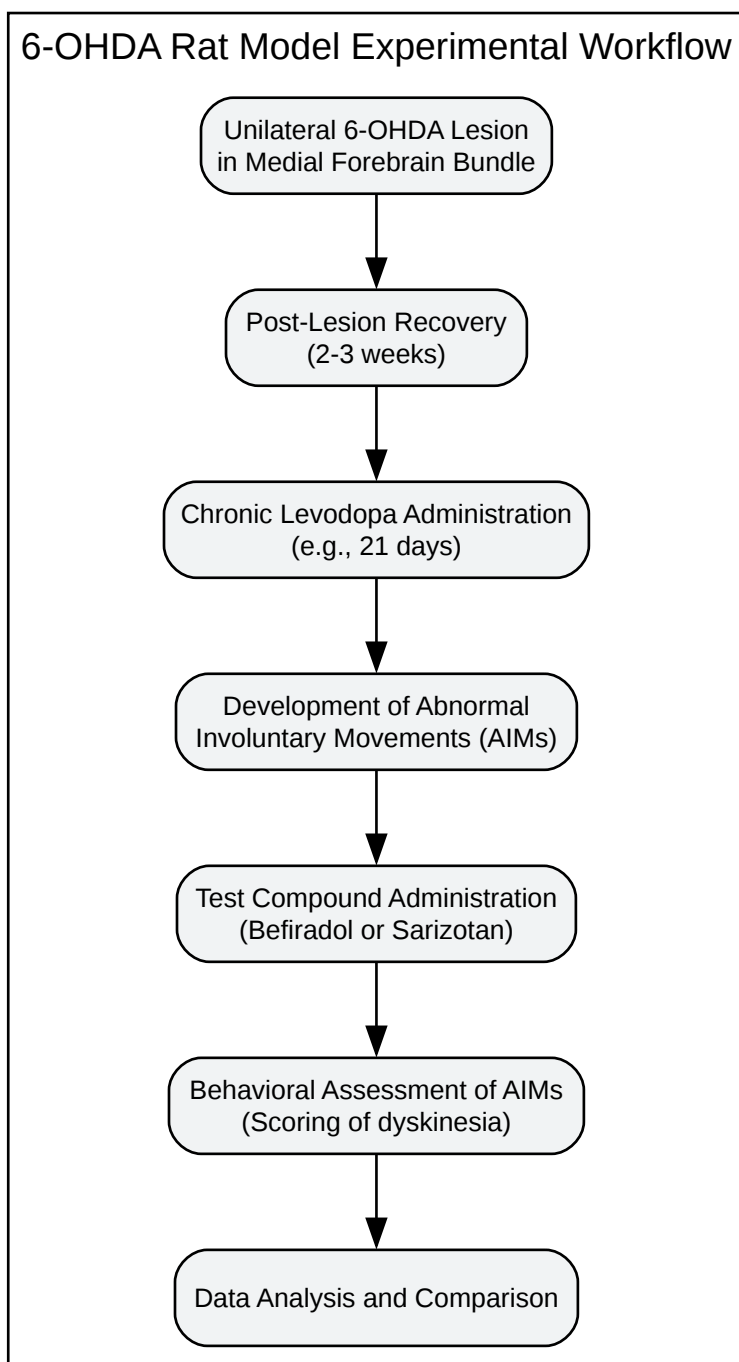 6-OHDA Rat Model Experimental Workflow
Unilateral 6-OHDA Lesion
in Medial Forebrain Bundle
Post-Lesion Recovery
(2-3 weeks)
Chronic Levodopa Administration
(e.g., 21 days)
Development of Abnormal
Involuntary Movements (AIMs)
Test Compound Administration
(Befiradol or Sarizotan)
Behavioral Assessment of AIMs
(Scoring of dyskinesia)
Data Analysis and Comparison